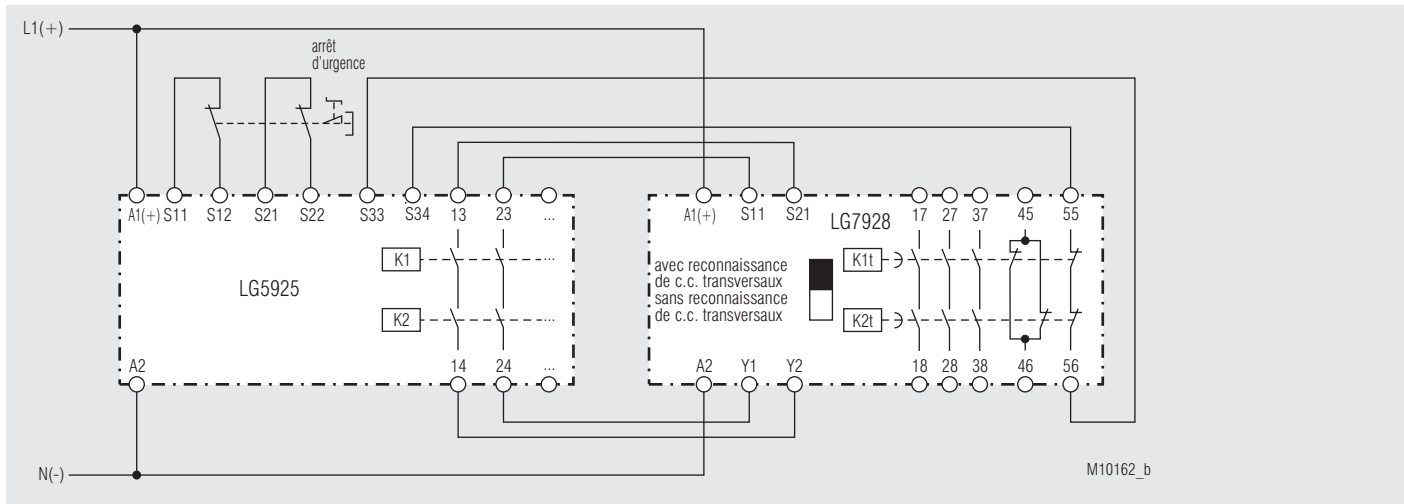 L1(+)
arrêt
d'urgence
A1(+) S11 S12 S21 S22 S33 S34 13 23 ...
K1 ...
LG5925
K2 ...
A2 14 24 ...
A1(+) S11 S21 17 27 37 45 55
LG7928
avec reconnaissance
de c.c. transversaux
sans reconnaissance
de c.c. transversaux
K1t
K2t
A2 Y1 Y2 18 28 38 46 56
N(-)
M10162_b